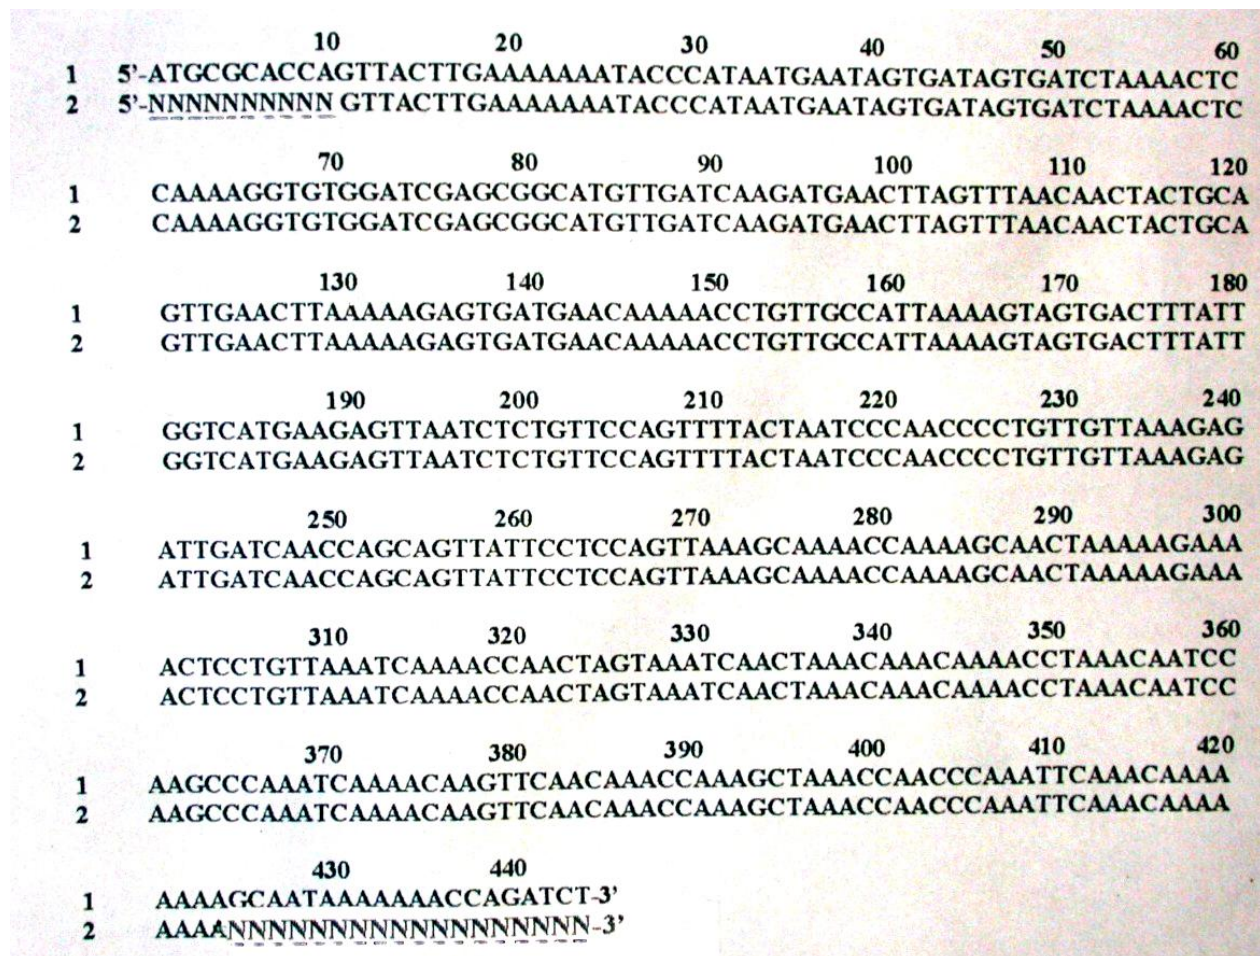 10 20 30 40 50 60
1 5'-ATGCGCACCAGTTACTTGAAAAAAATACCCATAATGAATAGTGATAGTGATCTAAAACTC
2 5'-NNNNNNNNNN GTTACTTGAAAAAAATACCCATAATGAATAGTGATAGTGATCTAAAACTC
70 80 90 100 110 120
1 CAAAAGGTGTGGATCGAGCGGCATGTTGATCAAGATGAACTTAGTTTAACAACTACTGCA
2 CAAAAGGTGTGGATCGAGCGGCATGTTGATCAAGATGAACTTAGTTTAACAACTACTGCA
130 140 150 160 170 180
1 GTTGAACTTAAAAAGAGTGATGAACAAAAACCTGTTGCCATTAAAAGTAGTGACTTTATT
2 GTTGAACTTAAAAAGAGTGATGAACAAAAACCTGTTGCCATTAAAAGTAGTGACTTTATT
190 200 210 220 230 240
1 GGTCATGAAGAGTTAATCTCTGTTCCAGTTTTACTAATCCCAACCCCTGTTGTTAAAGAG
2 GGTCATGAAGAGTTAATCTCTGTTCCAGTTTTACTAATCCCAACCCCTGTTGTTAAAGAG
250 260 270 280 290 300
1 ATTGATCAACCAGCAGTTATTCCTCCAGTTAAAGCAAAACCAAAAGCAACTAAAAAGAAA
2 ATTGATCAACCAGCAGTTATTCCTCCAGTTAAAGCAAAACCAAAAGCAACTAAAAAGAAA
310 320 330 340 350 360
1 ACTCCTGTTAAATCAAAACCAACTAGTAAATCAACTAAACAAACAAAACCTAAACAATCC
2 ACTCCTGTTAAATCAAAACCAACTAGTAAATCAACTAAACAAACAAAACCTAAACAATCC
370 380 390 400 410 420
1 AAGCCCAAATCAAAACAAGTTCAACAAACCAAAGCTAAACCAACCCAAATTCAAACAAAA
2 AAGCCCAAATCAAAACAAGTTCAACAAACCAAAGCTAAACCAACCCAAATTCAAACAAAA
430 440
1 AAAAGCAATAAAAAAACCAGATCT-3'
2 AAAANNNNNNNNNNNNNNNNNNNN-3'